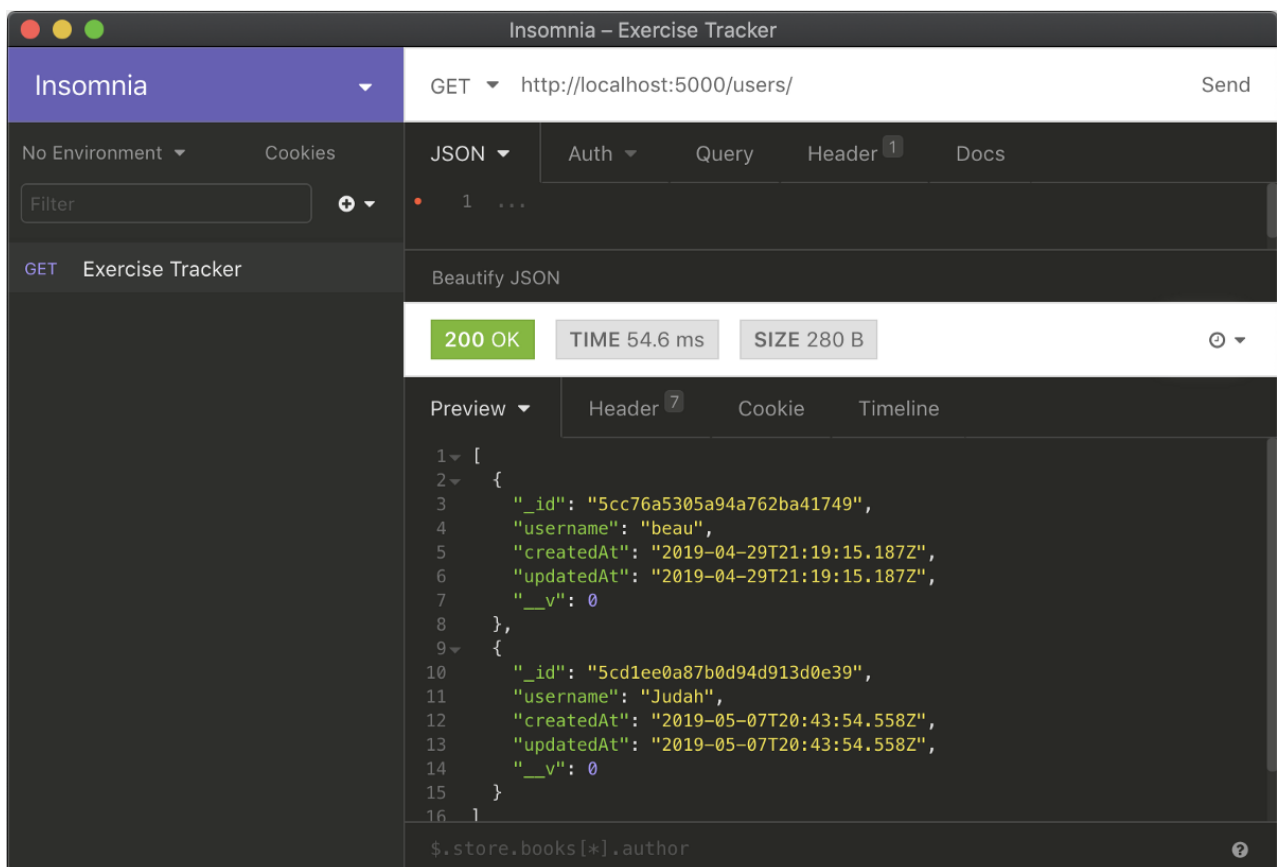 Insomnia – Exercise Tracker
Insomnia
GET http://localhost:5000/users/ Send
No Environment Cookies
JSON Auth Query Header 1 Docs
Filter
1 ...
GET Exercise Tracker
Beautify JSON
200 OK TIME 54.6 ms SIZE 280 B
Preview Header 7 Cookie Timeline
1 [
2 {
3 "_id": "5cc76a5305a94a762ba41749",
4 "username": "beau",
5 "createdAt": "2019-04-29T21:19:15.187Z",
6 "updatedAt": "2019-04-29T21:19:15.187Z",
7 "__v": 0
8 },
9 {
10 "_id": "5cd1ee0a87b0d94d913d0e39",
11 "username": "Judah",
12 "createdAt": "2019-05-07T20:43:54.558Z",
13 "updatedAt": "2019-05-07T20:43:54.558Z",
14 "__v": 0
15 }
16 ]
$.store.books[*].author